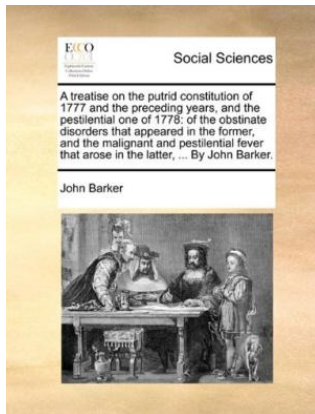 ECCO
Social Sciences
A treatise on the putrid constitution of
1777 and the preceding years, and the
pestilential one of 1778: of the obstinate
disorders that appeared in the former,
and the malignant and pestilential fever
that arose in the latter, ... By John Barker.
John Barker